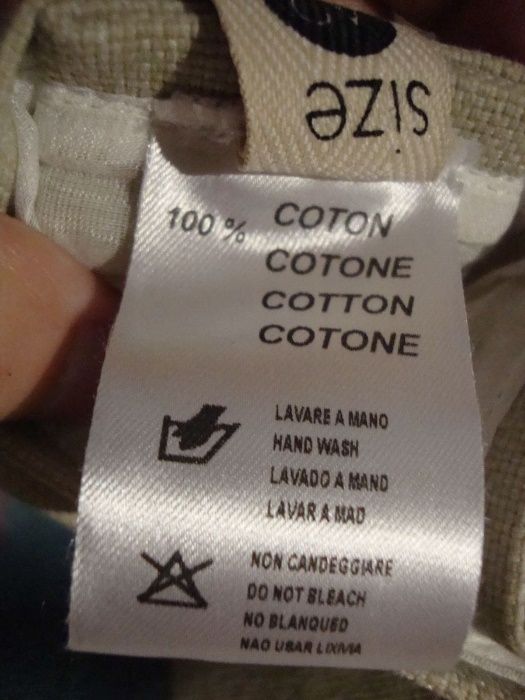 size
100 % COTON
COTONE
COTTON
COTONE
LAVARE A MANO
HAND WASH
LAVADO A MANO
LAVAR A MAO
NON CANDEGGIARE
DO NOT BLEACH
NO BLANQUED
NAO USAR LIXIVIA